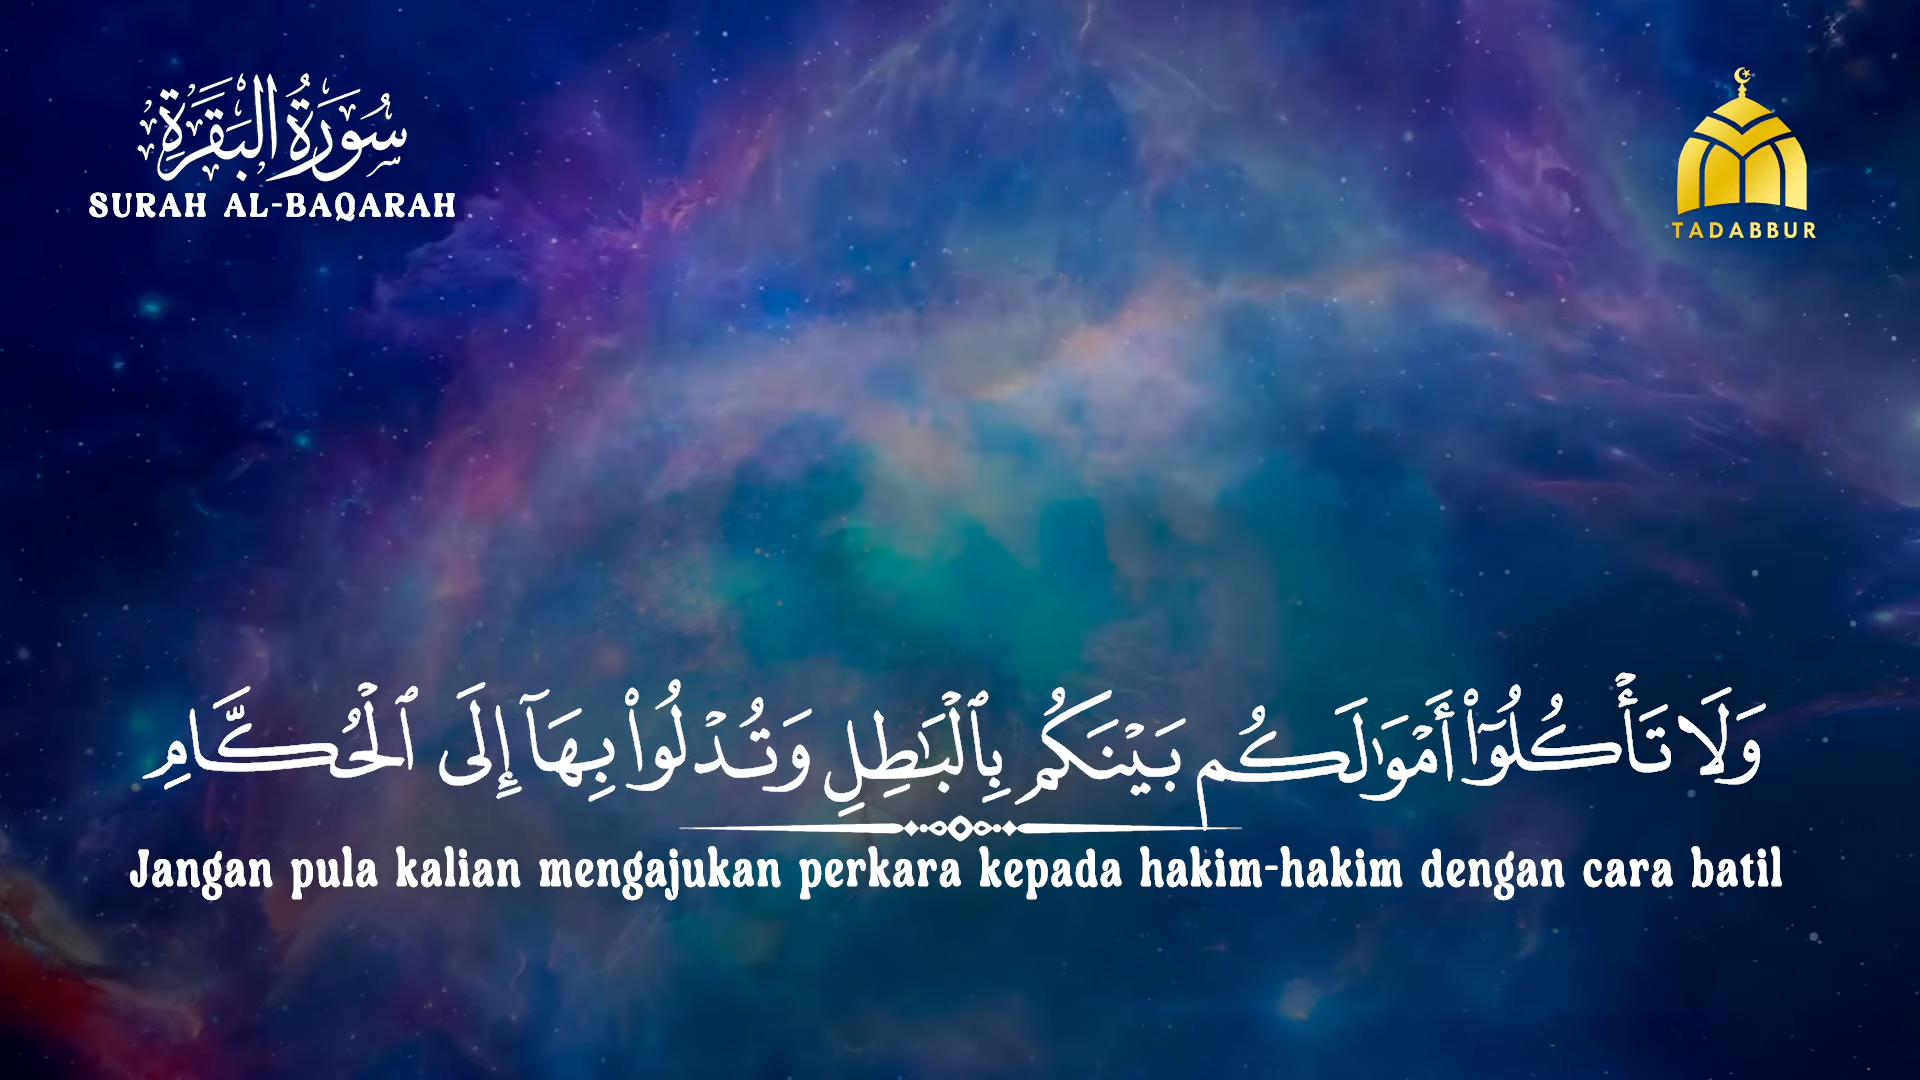 سُورَةُ البَقَرَةِ
SURAH AL-BAQARAH
TADABBUR
وَلَا تَأْكُلُوٓا۟ أَمْوَٰلَكُم بَيْنَكُم بِٱلْبَـٰطِلِ وَتُدْلُوا۟ بِهَآ إِلَى ٱلْحُكَّامِ
Jangan pula kalian mengajukan perkara kepada hakim-hakim dengan cara batil